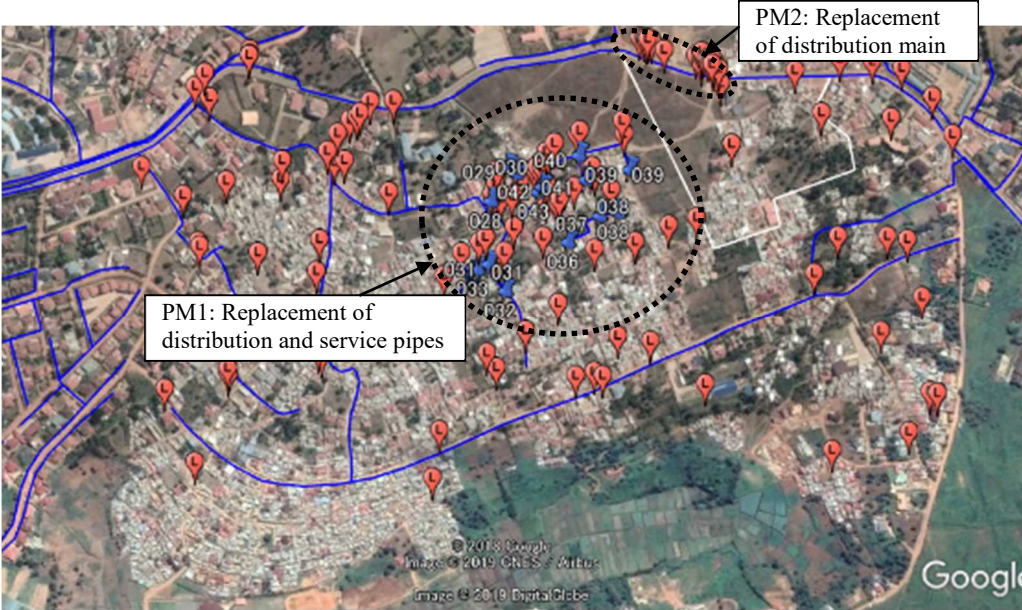 PM2: Replacement
of distribution main
029 030 040 039 039
042 041
028 043 037 038
038
036
031 031
033
032
PM1: Replacement of
distribution and service pipes
L
© 2018 Google
Image © 2019 CNES / Airbus
Image © 2019 DigitalGlobe
Google